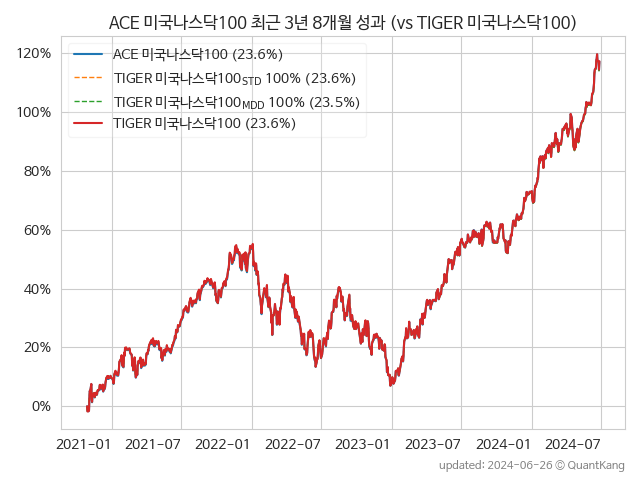 ACE 미국나스닥100 최근 3년 8개월 성과 (vs TIGER 미국나스닥100)
120%
100%
80%
60%
40%
20%
0%
ACE 미국나스닥100 (23.6%)
TIGER 미국나스닥100STD 100% (23.6%)
TIGER 미국나스닥100MDD 100% (23.5%)
TIGER 미국나스닥100 (23.6%)
2021-01 2021-07 2022-01 2022-07 2023-01 2023-07 2024-01 2024-07
updated: 2024-06-26 © QuantKang